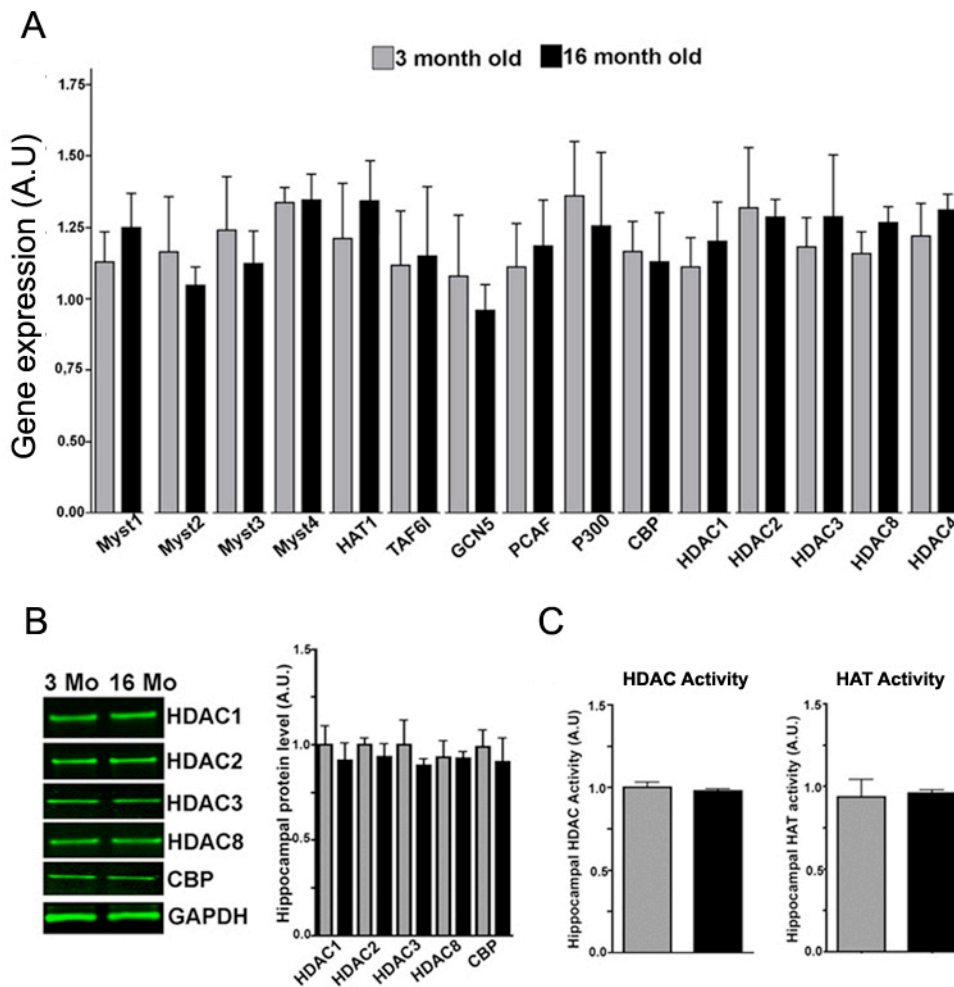 A
3 month old 16 month old
Gene expression (A.U)
1.75
1.50
1.25
1.00
0,75
0.50
0.00
Myst1 Myst2 Myst3 Myst4 HAT1 TAF6l GCN5 PCAF P300 CBP HDAC1 HDAC2 HDAC3 HDAC8 HDAC4
B
3 Mo 16 Mo
HDAC1
HDAC2
HDAC3
HDAC8
CBP
GAPDH
Hippocampal protein level (A.U.)
1.5
1.0
0.5
0.0
HDAC1 HDAC2 HDAC3 HDAC8 CBP
C
HDAC Activity
Hippocampal HDAC Activity (A.U)
1.5
1.0
0.5
0.0
HAT Activity
Hippocampal HAT activity (A.U.)
1.5
1.0
0.5
0.0